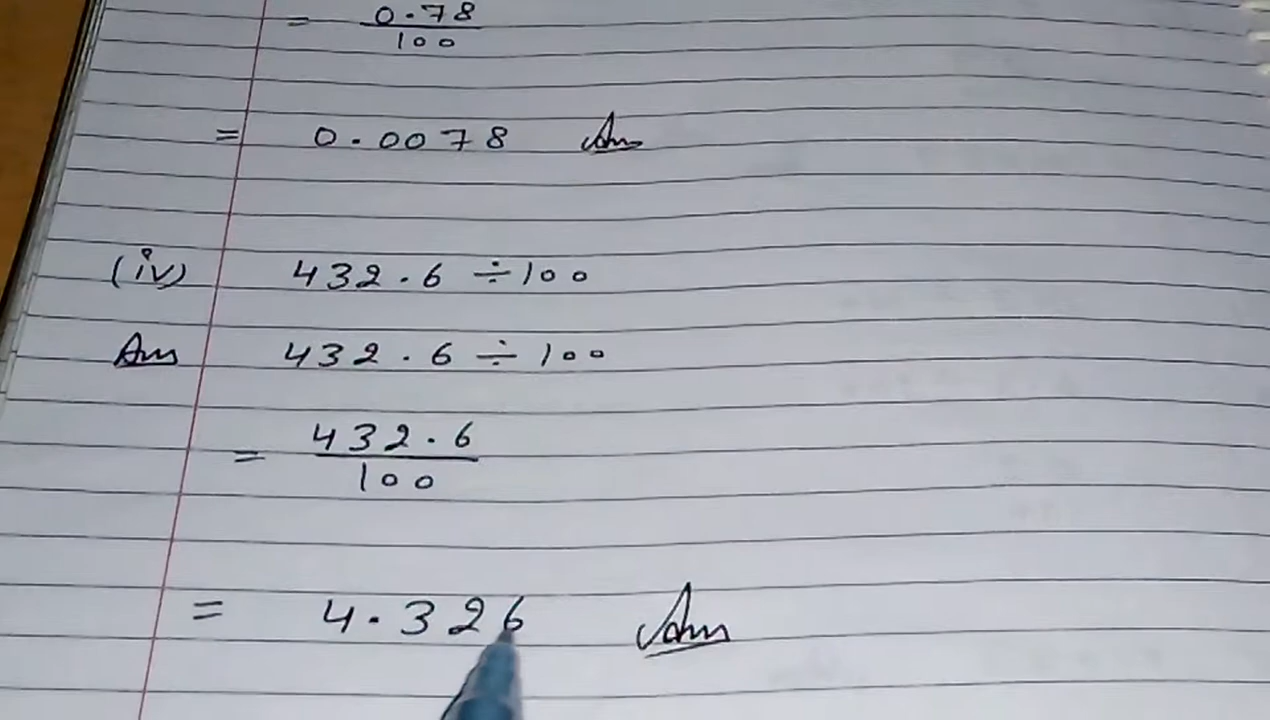 = 0.78
100
= 0.0078 Ans
(iv) 432.6 ÷ 100
Ans 432.6 ÷ 100
= 432.6
100
= 4.326 Ans